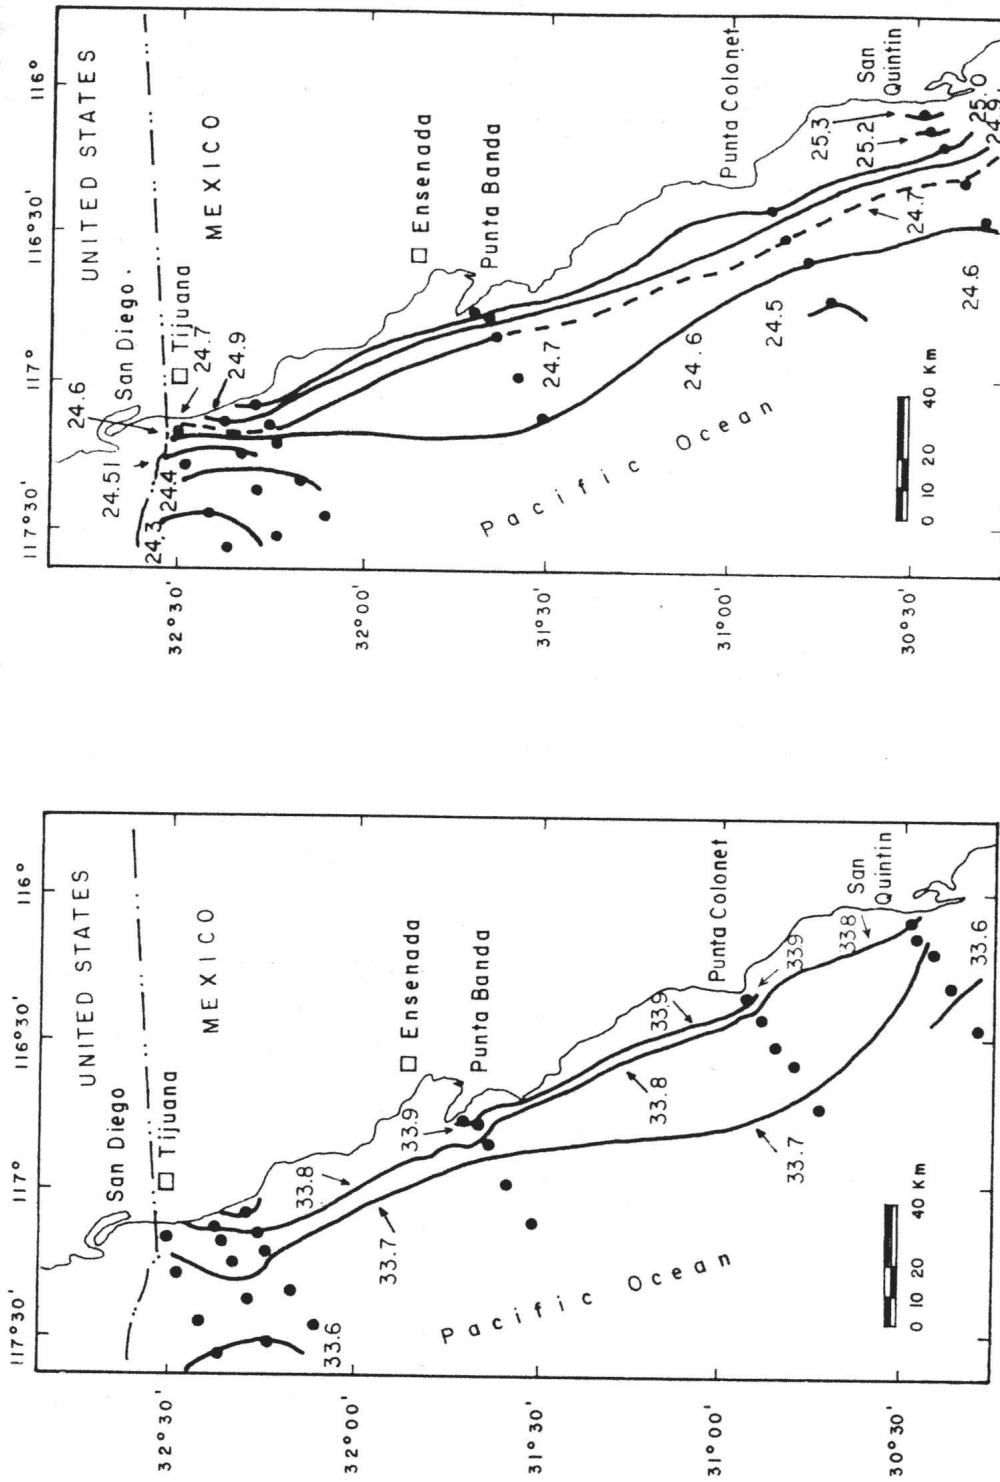 117°30'
117°
116°30'
116°
UNITED STATES
San Diego.
24.6
MEXICO
Tijuana
24.7
24.9
24.51
24.4
24.3
32°30'
Ensenada
Punta Banda
32°00'
24.7
Pacific Ocean
31°30'
24.6
24.5
Punta Colonet
31°00'
25.3
25.2
San
Quintin
24.7
24.6
25.0
24.9
0 10 20 40 Km
30°30'
117°30'
117°
116°30'
116°
UNITED STATES
San Diego
MEXICO
Tijuana
32°30'
33.8
33.7
33.6
33.9
Ensenada
Punta Banda
32°00'
Pacific Ocean
31°30'
33.9
33.8
33.7
Punta Colonet
33.9
31°00'
33.8
San
Quintin
33.6
0 10 20 40 Km
30°30'